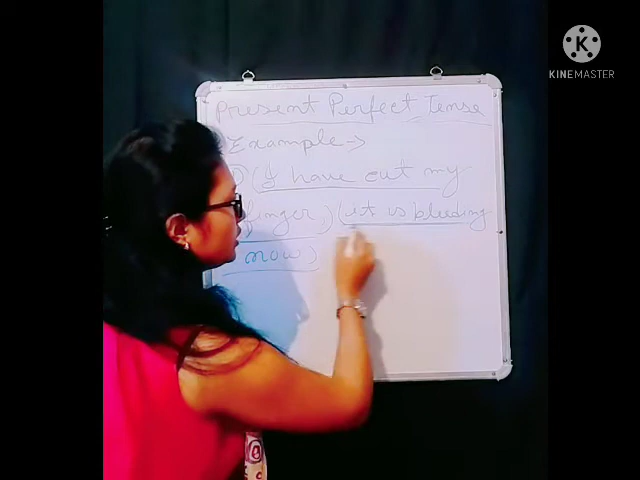 KINEMASTER
Present Perfect Tense
Example →
(I have cut my
finger,) (it is bleeding
now)